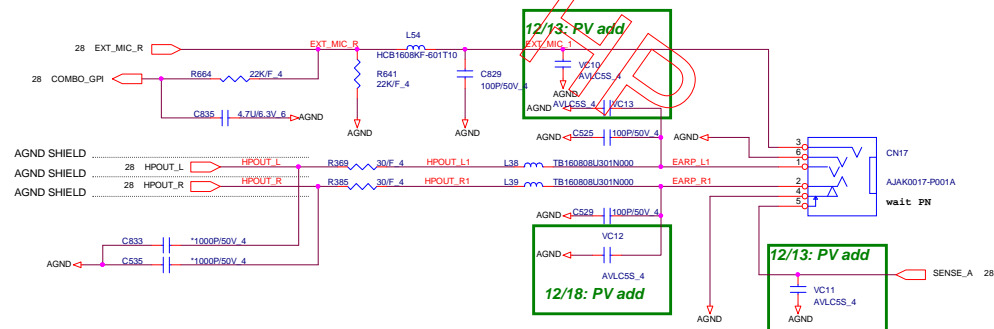 12/13: PV add
28 EXT_MIC_R
EXT_MIC_R
L54
HCB1608KF-601T10
EXT_MIC_1
28 COMBO_GPI
R664
22K/F_4
R641
22K/F_4
C829
100P/50V_4
VC10
AVLC5S_4
AGND
VC13
C835
4.7U/6.3V_6
AGND
AGND
AGND
AGND
AGND
C525
100P/50V_4
AGND
3
6
1
2
4
5
CN17
AJAK0017-P001A
wait PN
AGND SHIELD
28 HPOUT_L
HPOUT_L
R369
30/F_4
HPOUT_L1
L38
TB160808U301N000
EARP_L1
AGND SHIELD
28 HPOUT_R
HPOUT_R
R385
30/F_4
HPOUT_R1
L39
TB160808U301N000
EARP_R1
AGND SHIELD
AGND
C529
100P/50V_4
C833
*1000P/50V_4
VC12
AGND
AGND
C535
*1000P/50V_4
AVLC5S_4
12/18: PV add
12/13: PV add
SENSE_A 28
VC11
AVLC5S_4
AGND
AGND